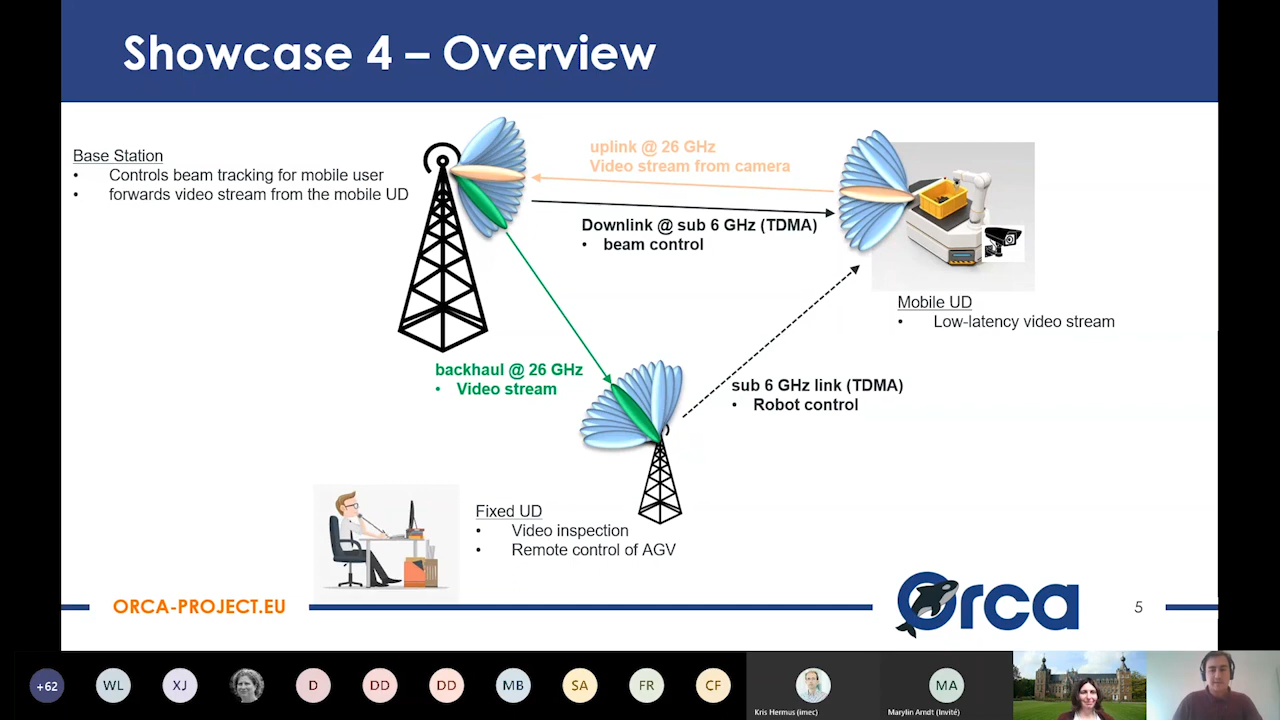 Showcase 4 – Overview
Base Station
• Controls beam tracking for mobile user
• forwards video stream from the mobile UD
uplink @ 26 GHz
Video stream from camera
Downlink @ sub 6 GHz (TDMA)
• beam control
Mobile UD
• Low-latency video stream
backhaul @ 26 GHz
• Video stream
sub 6 GHz link (TDMA)
• Robot control
Fixed UD
• Video inspection
• Remote control of AGV
ORCA-PROJECT.EU
Orca
5
+62
WL
XJ
D
DD
DD
MB
SA
FR
CF
MA
Kris Hermus (imec)
Marylin Arndt (Invité)